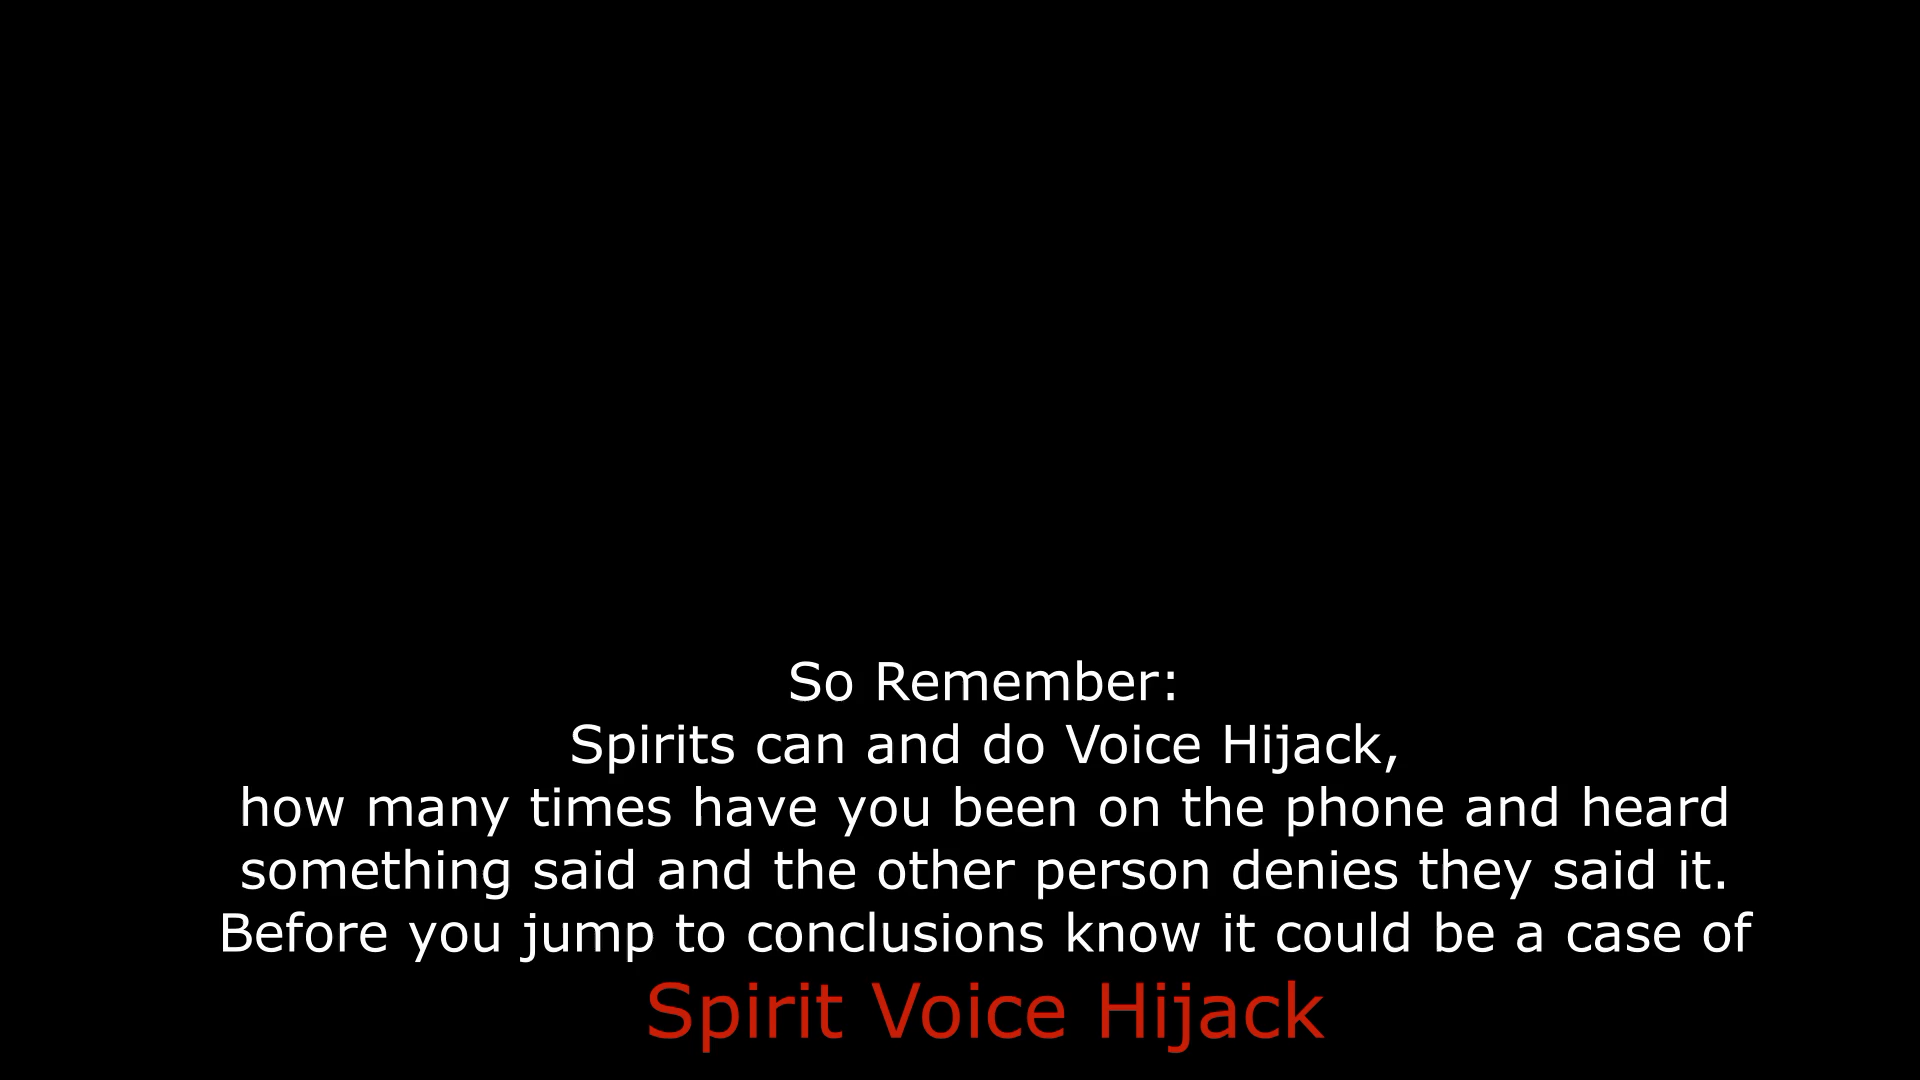 So Remember:
Spirits can and do Voice Hijack,
how many times have you been on the phone and heard
something said and the other person denies they said it.
Before you jump to conclusions know it could be a case of
Spirit Voice Hijack